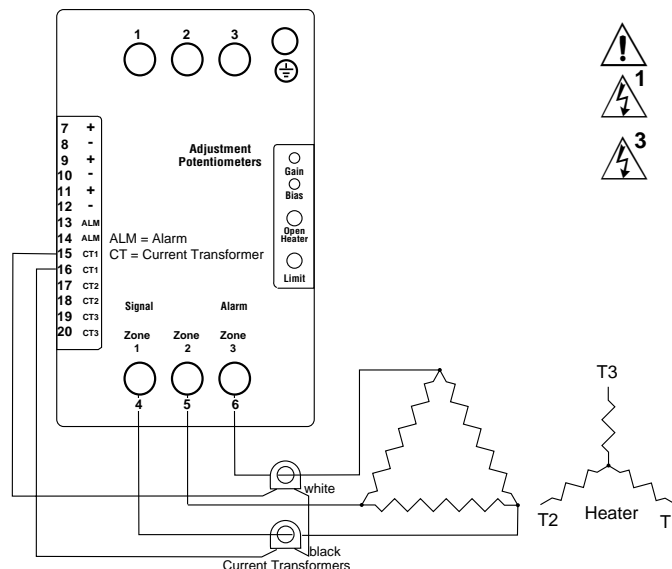 1 2 3
1
3
7 +
8 -
9 +
10 -
11 +
12 -
13 ALM
14 ALM
15 CT1
16 CT1
17 CT2
18 CT2
19 CT3
20 CT3
Adjustment
Potentiometers
Gain
Bias
Open
Heater
Limit
ALM = Alarm
CT = Current Transformer
Signal Alarm
Zone Zone Zone
1 2 3
4 5 6
white
black
Current Transformers
T3
T2 Heater T